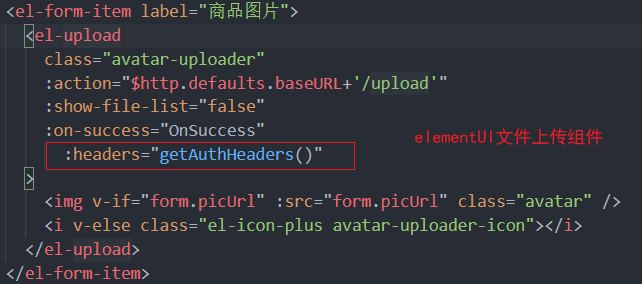 <el-form-item label="商品图片">
<el-upload
class="avatar-uploader"
:action="$http.defaults.baseURL+'/upload'"
:show-file-list="false"
:on-success="OnSuccess"
elementUI文件上传组件
:headers="getAuthHeaders()"
>
<img v-if="form.picUrl" :src="form.picUrl" class="avatar" />
<i v-else class="el-icon-plus avatar-uploader-icon"></i>
</el-upload>
</el-form-item>